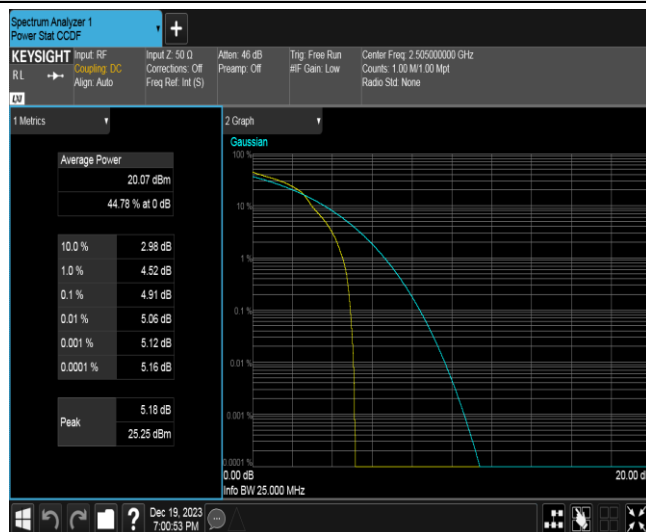 Spectrum Analyzer 1
Power Stat CCDF
+
KEYSIGHT
RL
Input: RF
Coupling: DC
Align: Auto
Input Z: 50 Ω
Corrections: Off
Freq Ref: Int (S)
Atten: 46 dB
Preamp: Off
Trig: Free Run
#IF Gain: Low
Center Freq: 2.505000000 GHz
Counts: 1.00 M/1.00 Mpt
Radio Std: None
1 Metrics
Average Power
20.07 dBm
44.78 % at 0 dB
10.0 % 2.98 dB
1.0 % 4.52 dB
0.1 % 4.91 dB
0.01 % 5.06 dB
0.001 % 5.12 dB
0.0001 % 5.16 dB
Peak
5.18 dB
25.25 dBm
2 Graph
Gaussian
100 %
10 %
1 %
0.1 %
0.01 %
0.001 %
0.0001 %
0.00 dB
20.00 d
Info BW 25.000 MHz
?
Dec 19, 2023
7:00:53 PM